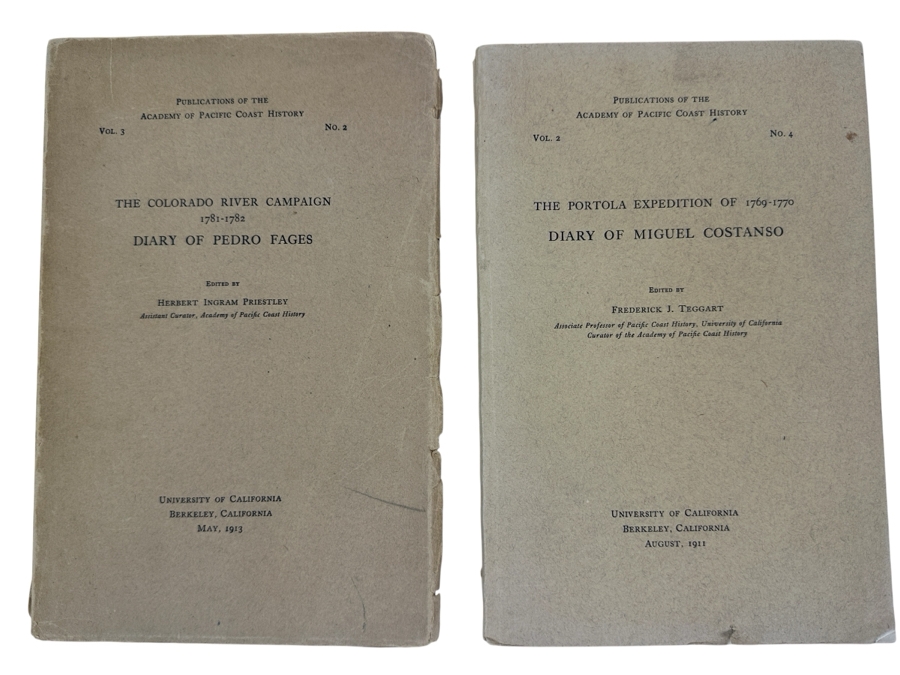 PUBLICATIONS OF THE
ACADEMY OF PACIFIC COAST HISTORY
VOL. 3 NO. 2
THE COLORADO RIVER CAMPAIGN
1781-1782
DIARY OF PEDRO FAGES
EDITED BY
HERBERT INGRAM PRIESTLEY
Assistant Curator, Academy of Pacific Coast History
UNIVERSITY OF CALIFORNIA
BERKELEY, CALIFORNIA
MAY, 1913
PUBLICATIONS OF THE
ACADEMY OF PACIFIC COAST HISTORY
VOL. 2 NO. 4
THE PORTOLA EXPEDITION OF 1769-1770
DIARY OF MIGUEL COSTANSO
EDITED BY
FREDERICK J. TEGGART
Associate Professor of Pacific Coast History, University of California
Curator of the Academy of Pacific Coast History
UNIVERSITY OF CALIFORNIA
BERKELEY, CALIFORNIA
AUGUST, 1911